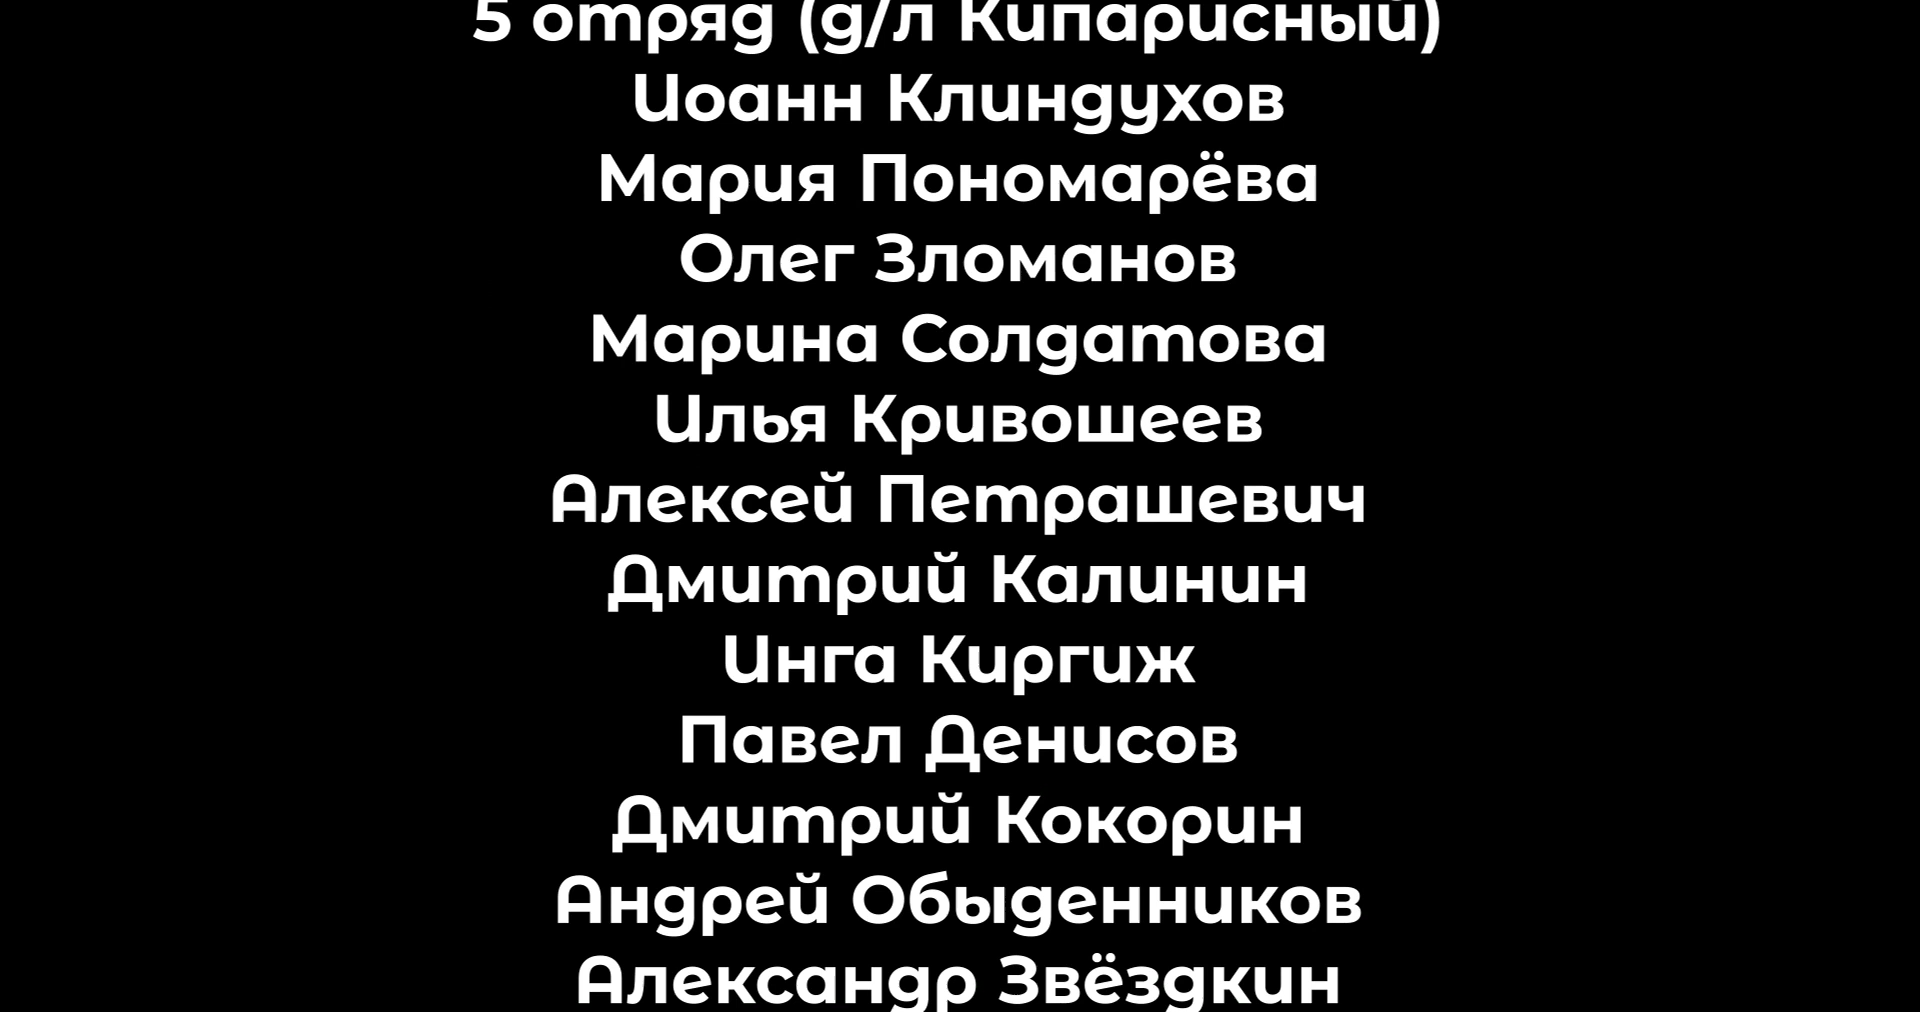 5 отряд (д/л Кипарисный)
Иоанн Клиндухов
Мария Пономарёва
Олег Зломанов
Марина Солдатова
Илья Кривошеев
Алексей Петрашевич
Дмитрий Калинин
Инга Киргиж
Павел Денисов
Дмитрий Кокорин
Андрей Обыденников
Александр Звёздкин